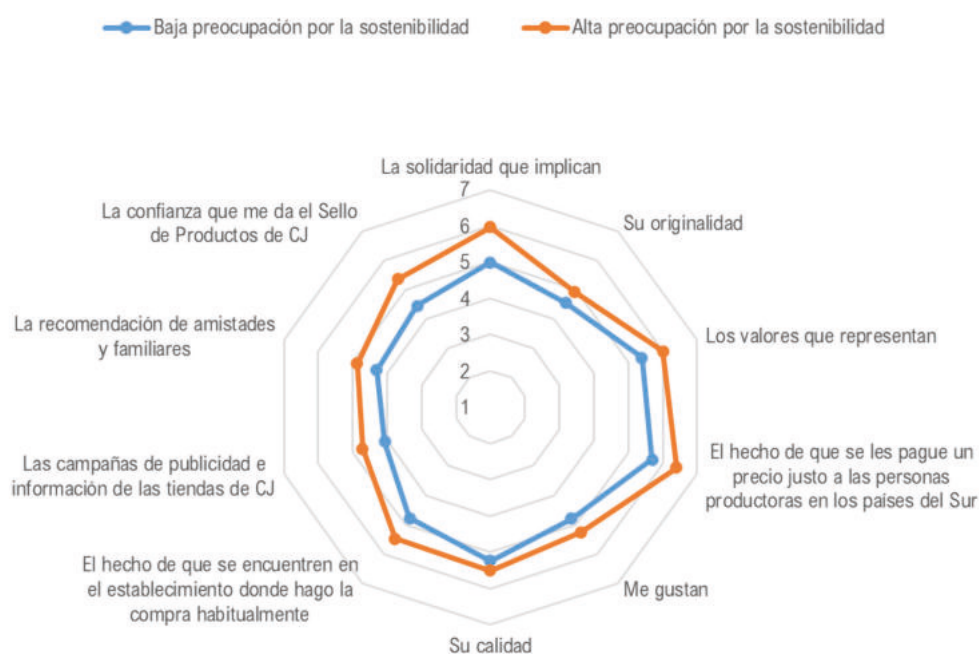 Baja preocupación por la sostenibilidad
Alta preocupación por la sostenibilidad
La solidaridad que implican
Su originalidad
Los valores que representan
El hecho de que se les pague un
precio justo a las personas
productoras en los países del Sur
Me gustan
Su calidad
El hecho de que se encuentren en
el establecimiento donde hago la
compra habitualmente
Las campañas de publicidad e
información de las tiendas de CJ
La recomendación de amistades
y familiares
La confianza que me da el Sello
de Productos de CJ
7
6
5
4
3
2
1